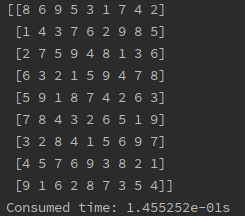 [[8 6 9 5 3 1 7 4 2]
[1 4 3 7 6 2 9 8 5]
[2 7 5 9 4 8 1 3 6]
[6 3 2 1 5 9 4 7 8]
[5 9 1 8 7 4 2 6 3]
[7 8 4 3 2 6 5 1 9]
[3 2 8 4 1 5 6 9 7]
[4 5 7 6 9 3 8 2 1]
[9 1 6 2 8 7 3 5 4]]
Consumed time: 1.455252e-01s